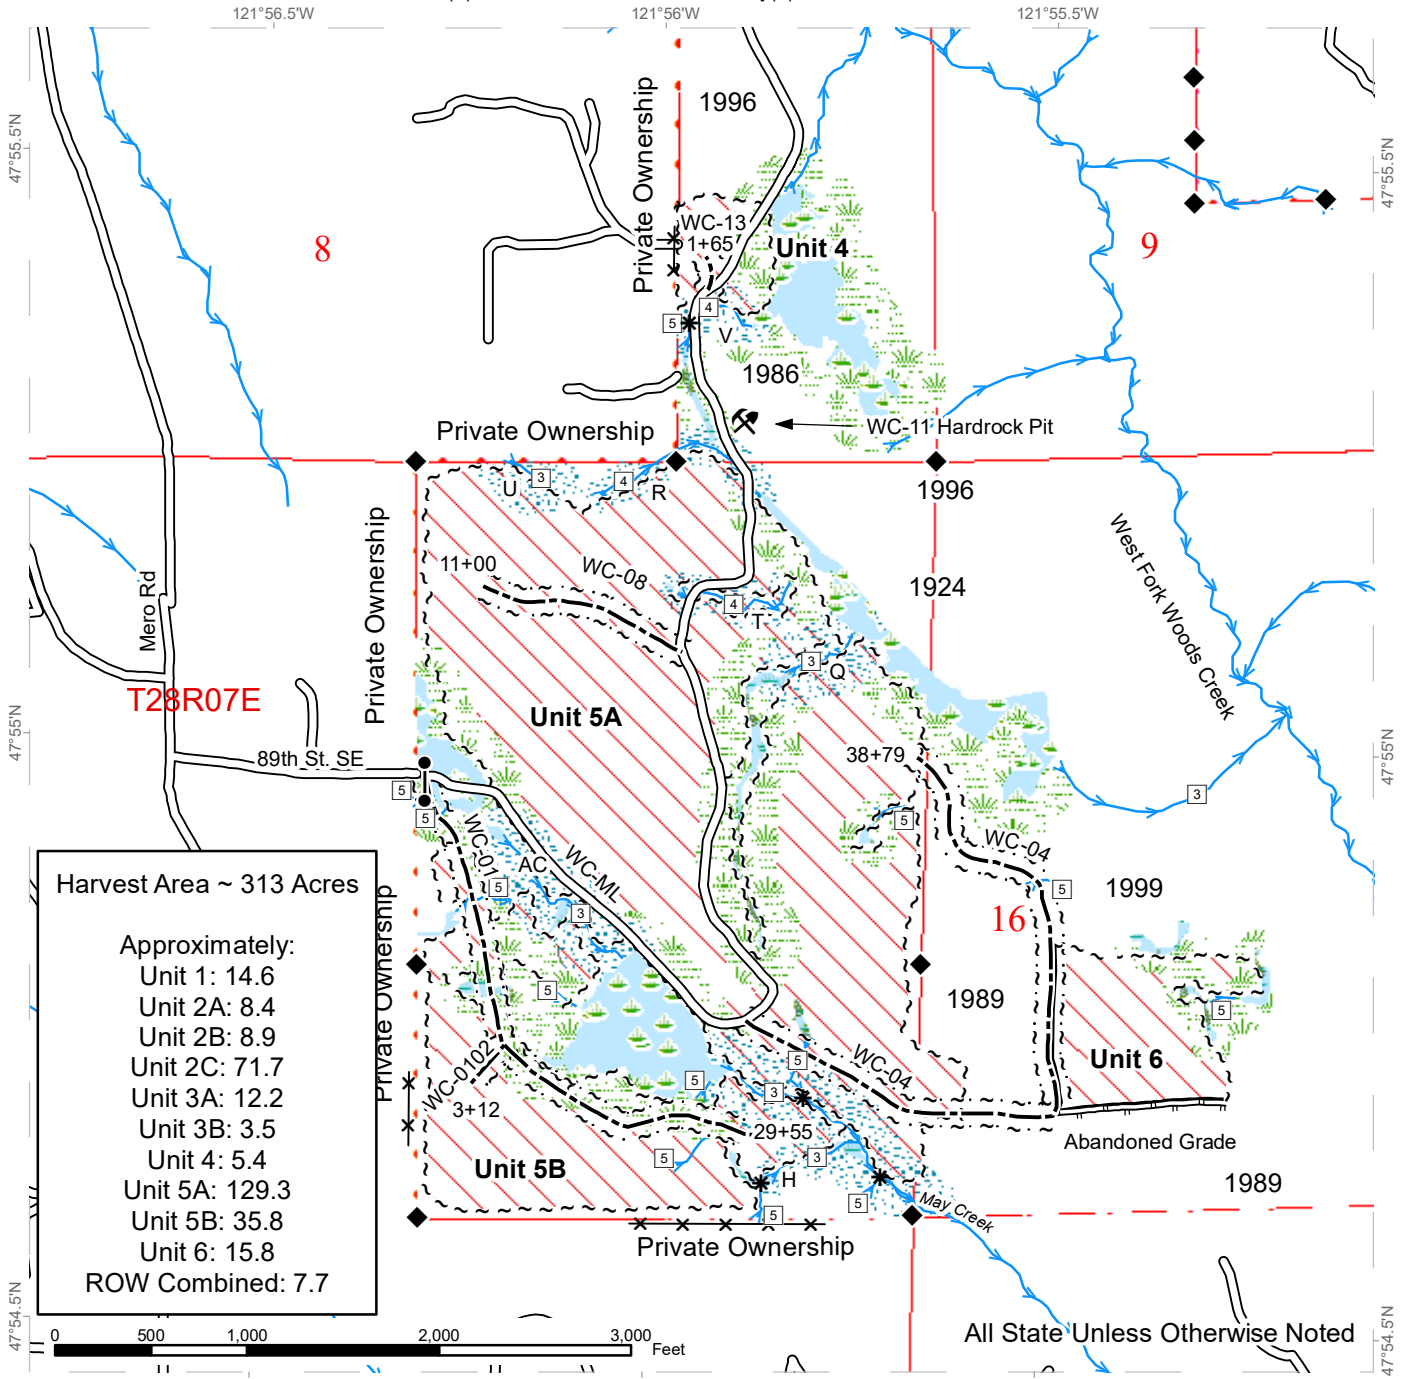 121°56.5'W
121°56'W
121°55.5'W
47°55.5'N
47°55.5'N
1996
Private Ownership
8
WC-13
1+65
Unit 4
9
4
5
V
1986
WC-11 Hardrock Pit
Private Ownership
3
4
U
R
1996
West Fork Woods Creek
Private Ownership
11+00
WC-08
1924
Mero Rd
4
T
3
Q
T28R07E
Unit 5A
47°55'N
47°55'N
38+79
89th St. SE
5
5
3
5
WC-04
WC-01
AC
WC-ML
5
3
5
1999
16
Private Ownership
5
1989
5
Unit 6
WC-04
5
5
3
WC-0102
3+12
29+55
Abandoned Grade
5
3
Unit 5B
H
5
5
1989
May Creek
Private Ownership
Harvest Area ~ 313 Acres
Approximately:
Unit 1: 14.6
Unit 2A: 8.4
Unit 2B: 8.9
Unit 2C: 71.7
Unit 3A: 12.2
Unit 3B: 3.5
Unit 4: 5.4
Unit 5A: 129.3
Unit 5B: 35.8
Unit 6: 15.8
ROW Combined: 7.7
47°54.5'N
47°54.5'N
0 500 1,000 2,000 3,000
Feet
All State Unless Otherwise Noted